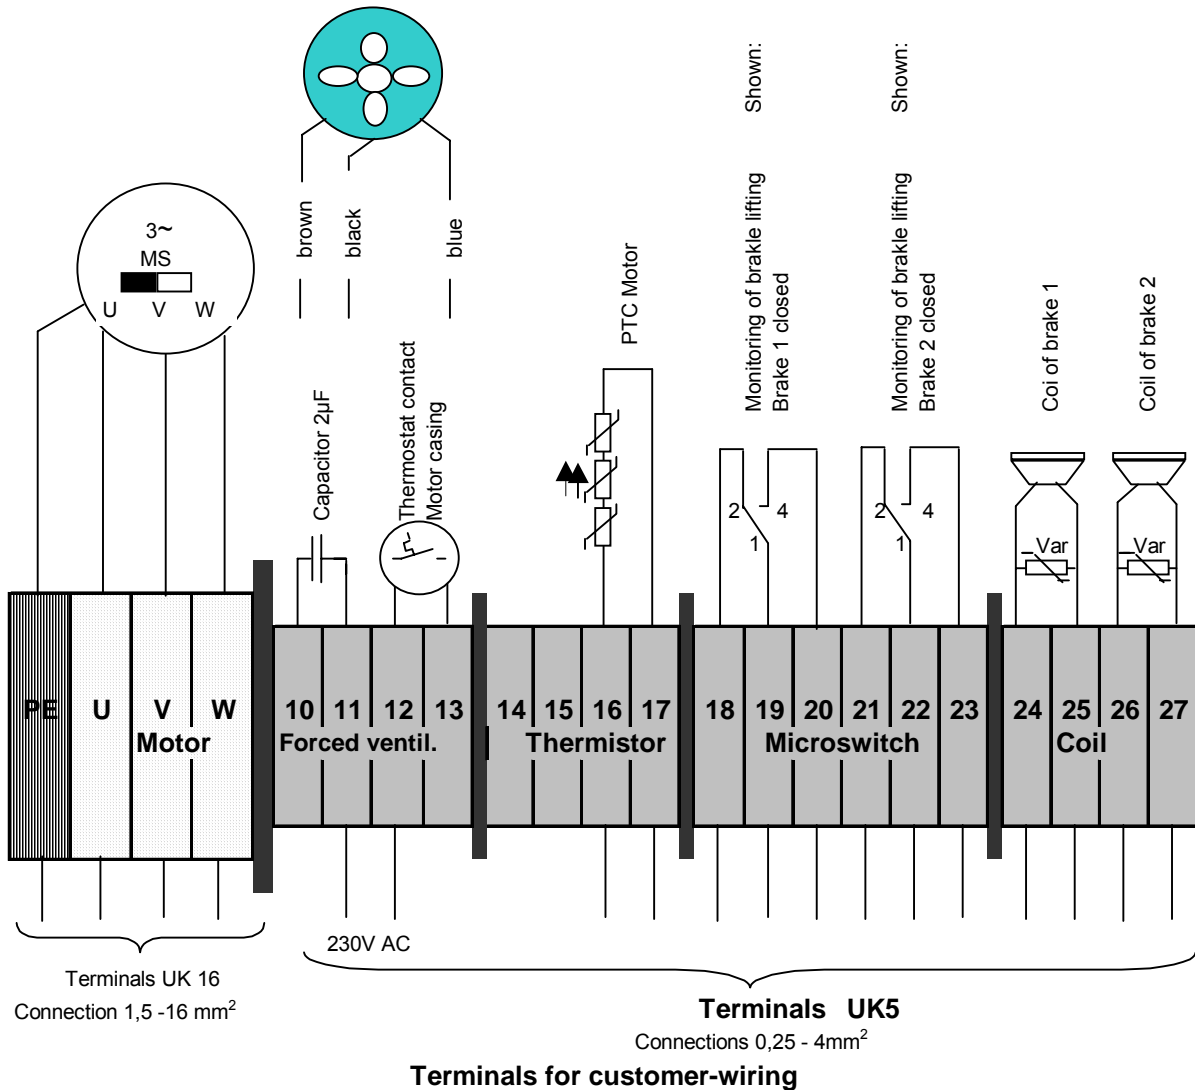 3~
MS
U V W
brown
black
blue
Capacitor 2µF
Thermostat contact
Motor casing
PTC Motor
Monitoring of brakle lifting Shown:
Brake 1 closed
Monitoring of brakle lifting Shown:
Brake 2 closed
Coi of brake 1
Coil of brake 2
2 4
1
2 4
1
Var
Var
PE U V W
Motor
10 11 12 13
Forced ventil.
14 15 16 17
Thermistor
18 19 20 21 22 23
Microswitch
24 25 26 27
Coil
230V AC
Terminals UK 16
Connection 1,5 -16 mm²
Terminals UK5
Connections 0,25 - 4mm²
Terminals for customer-wiring